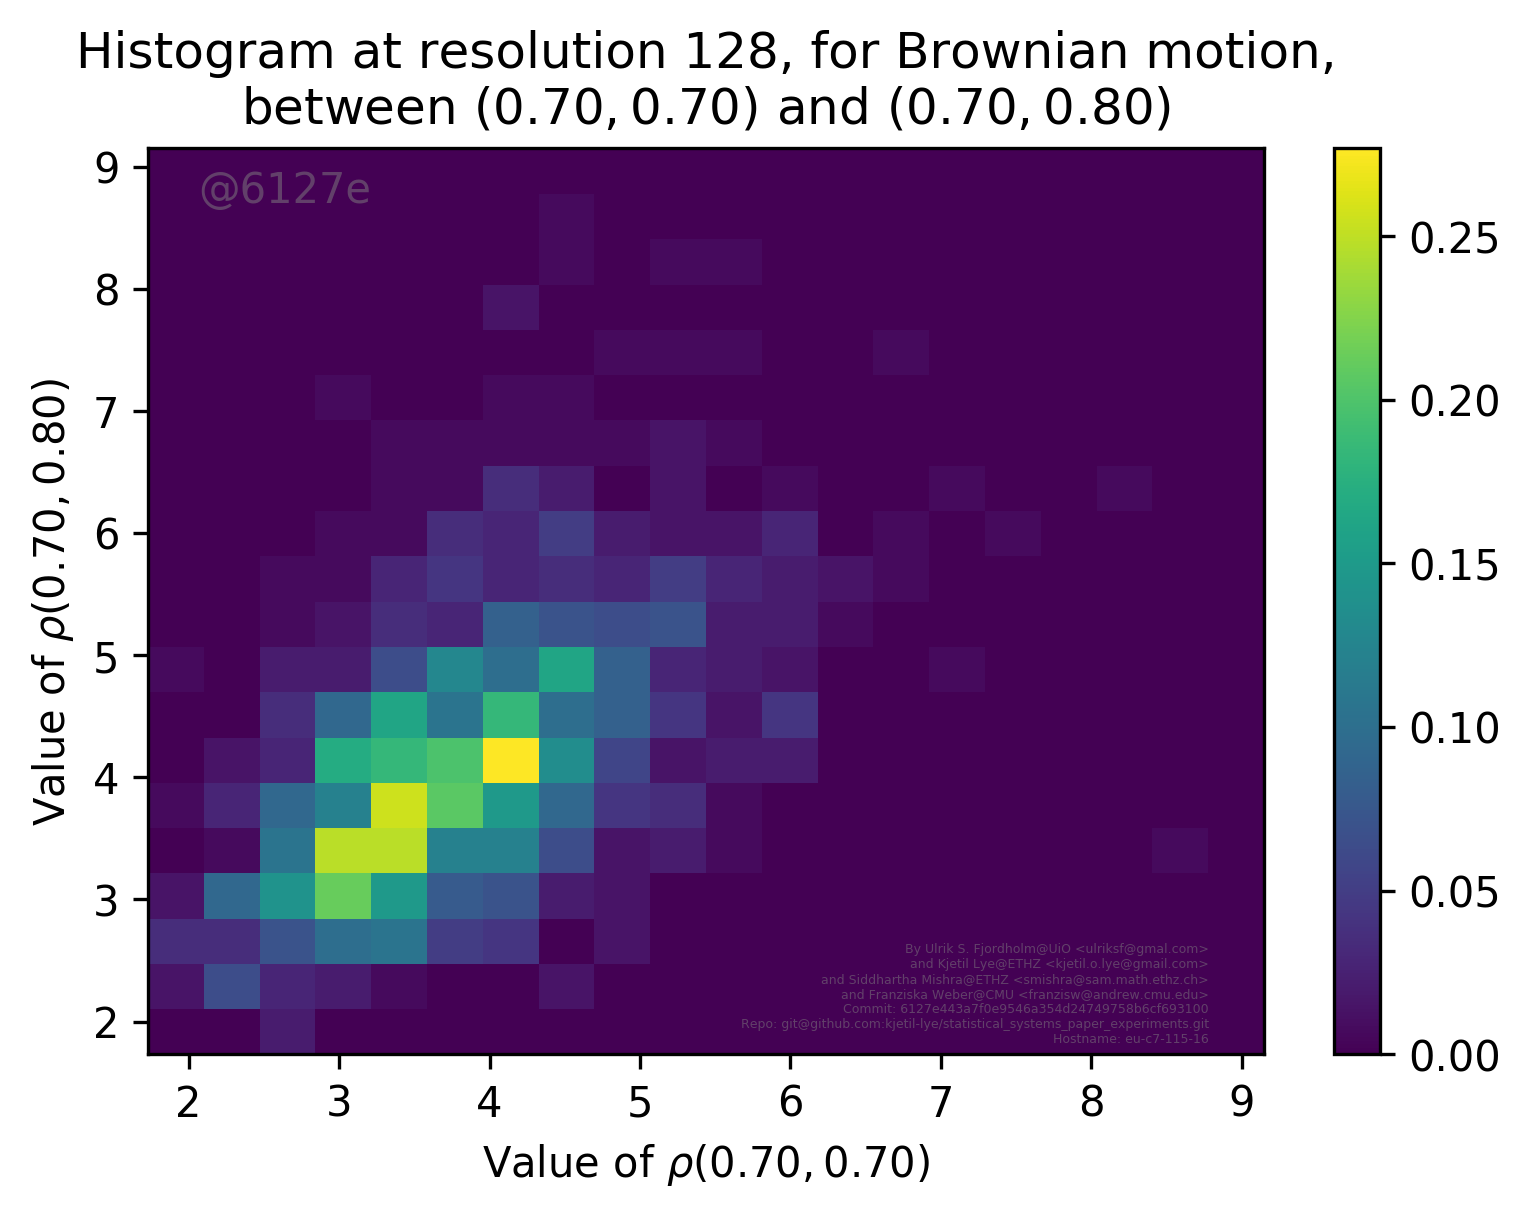 Histogram at resolution 128, for Brownian motion,
between (0.70, 0.70) and (0.70, 0.80)
@6127e
9
8
7
6
5
4
3
2
Value of ρ(0.70, 0.80)
2 3 4 5 6 7 8 9
Value of ρ(0.70, 0.70)
0.25
0.20
0.15
0.10
0.05
0.00
By Ulrik S. Fjordholm@UiO <ulriksf@gmal.com>
and Kjetil Lye@ETHZ <kjetil.o.lye@gmail.com>
and Siddhartha Mishra@ETHZ <smishra@sam.math.ethz.ch>
and Franziska Weber@CMU <franzisw@andrew.cmu.edu>
Commit: 6127e443a7f0e9546a354d24749758b6cf693100
Repo: git@github.com:kjetil-lye/statistical_systems_paper_experiments.git
Hostname: eu-c7-115-16